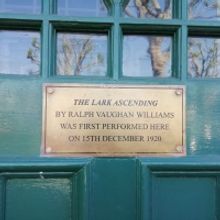 THE LARK ASCENDING
BY RALPH VAUGHAN WILLIAMS
WAS FIRST PERFORMED HERE
ON 15TH DECEMBER 1920